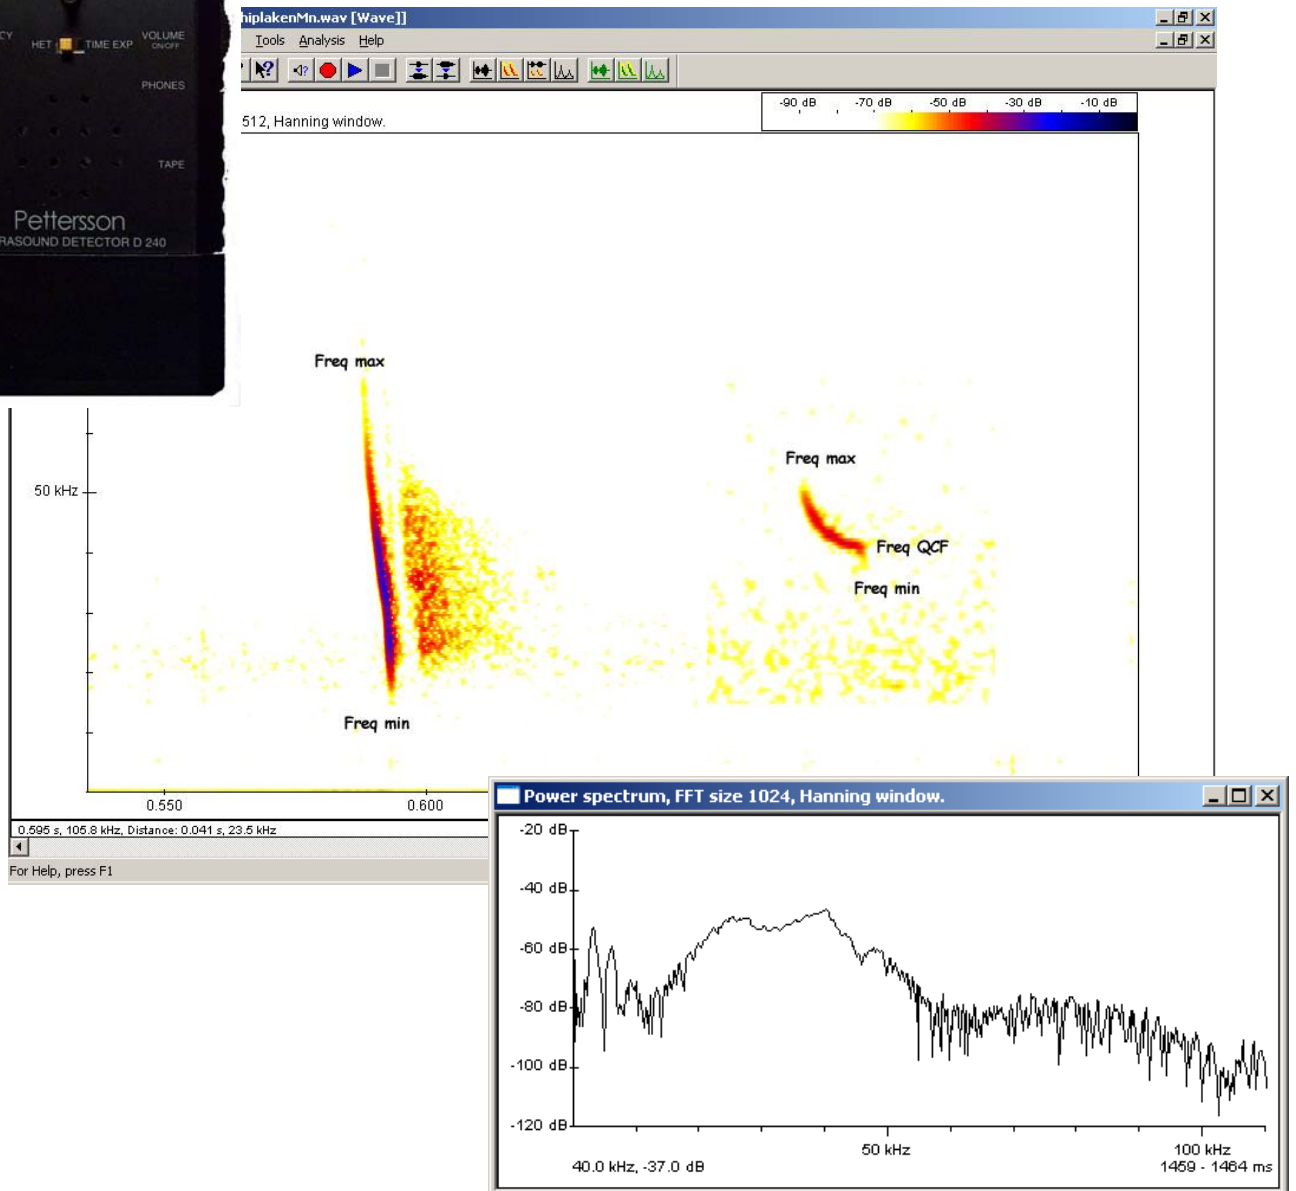 hiplakenMn.wav [Wave]]
Tools Analysis Help
HET TIME EXP VOLUME
ON/OFF
PHONES
TAPE
Pettersson
RASOUND DETECTOR D 240
512, Hanning window.
-90 dB -70 dB -50 dB -30 dB -10 dB
Freq max
50 kHz
Freq min
Freq max
Freq QCF
Freq min
0.550 0.600
0.595 s, 105.8 kHz, Distance: 0.041 s, 23.5 kHz
For Help, press F1
Power spectrum, FFT size 1024, Hanning window.
-20 dB
-40 dB
-60 dB
-80 dB
-100 dB
-120 dB
50 kHz 100 kHz
40.0 kHz, -37.0 dB 1459 - 1464 ms